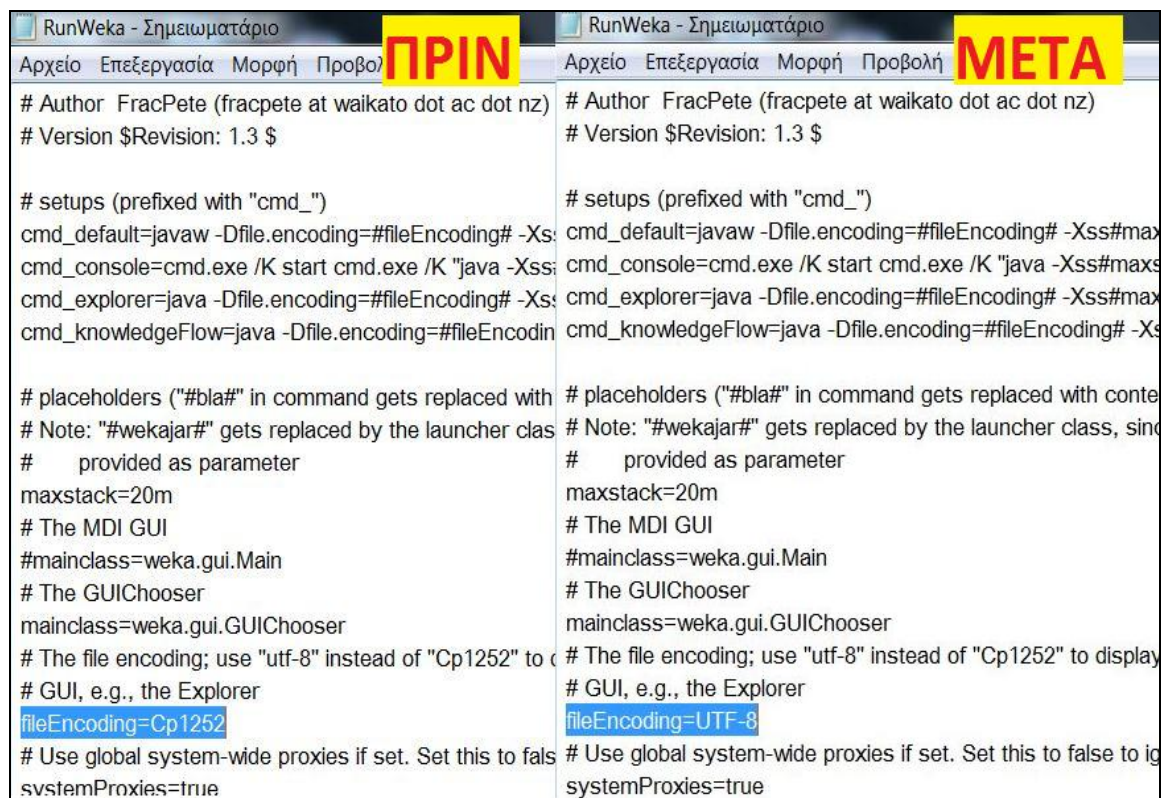 RunWeka - Σημειωματάριο
Αρχείο Επεξεργασία Μορφή
ΠΡΙΝ
# Author FracPete (fracpete at waikato dot ac dot nz)
# Version $Revision: 1.3 $
# setups (prefixed with "cmd_")
cmd_default=javaw -Dfile.encoding=#fileEncoding#
cmd_console=cmd.exe /K start cmd.exe /K "java
cmd_explorer=java -Dfile.encoding=#fileEncoding#
cmd_knowledgeFlow=java -Dfile.encoding=#fileEncodin
# placeholders ("#bla#" in command gets replaced with
# Note: "#wekajar#" gets replaced by the launcher clas
# provided as parameter
maxstack=20m
# The MDI GUI
#mainclass=weka.gui.Main
# The GUIChooser
mainclass=weka.gui.GUIChooser
# The file encoding; use "utf-8" instead of "Cp1252" to
# GUI, e.g., the Explorer
fileEncoding=Cp1252
# Use global system-wide proxies if set. Set this to fals
systemProxies=true
RunWeka - Σημειωματάριο
Αρχείο Επεξεργασία Μορφή Προβολή
ΜΕΤΑ
# Author FracPete (fracpete at waikato dot ac dot nz)
# Version $Revision: 1.3 $
# setups (prefixed with "cmd_")
cmd_default=javaw -Dfile.encoding=#fileEncoding# -Xss#max
cmd_console=cmd.exe /K start cmd.exe /K "java -Xss#maxs
cmd_explorer=java -Dfile.encoding=#fileEncoding# -Xss#max
cmd_knowledgeFlow=java -Dfile.encoding=#fileEncoding# -Xs
# placeholders ("#bla#" in command gets replaced with conte
# Note: "#wekajar#" gets replaced by the launcher class, sinc
# provided as parameter
maxstack=20m
# The MDI GUI
#mainclass=weka.gui.Main
# The GUIChooser
mainclass=weka.gui.GUIChooser
# The file encoding; use "utf-8" instead of "Cp1252" to display
# GUI, e.g., the Explorer
fileEncoding=UTF-8
# Use global system-wide proxies if set. Set this to false to ig
systemProxies=true